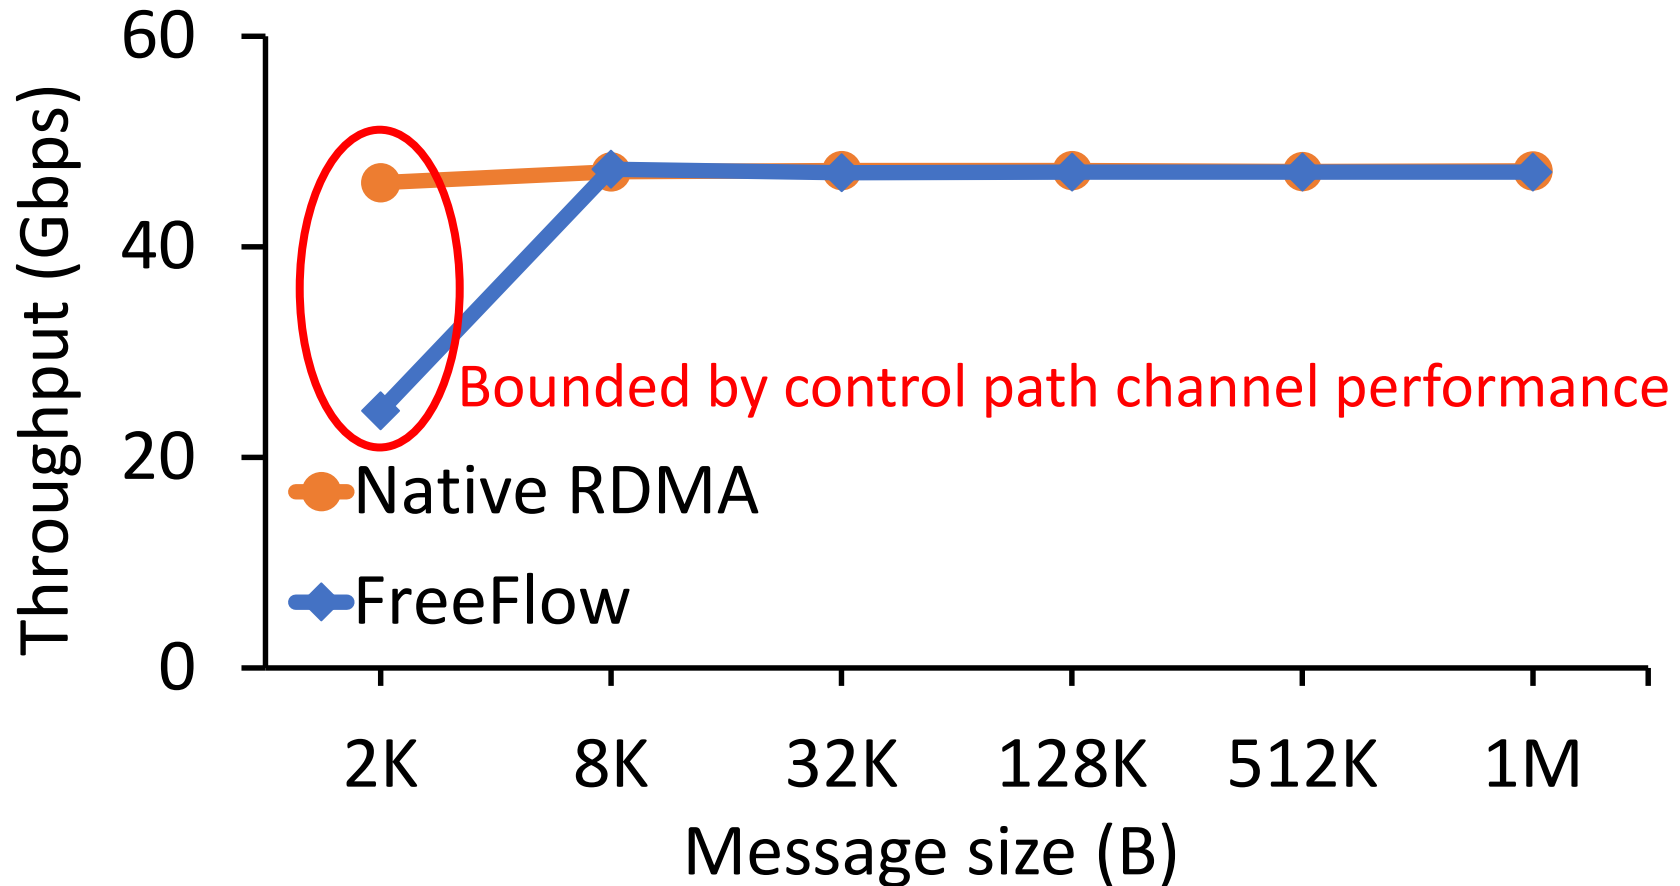 60
40
20
0
Throughput (Gbps)
Bounded by control path channel performance
Native RDMA
FreeFlow
2K 8K 32K 128K 512K 1M
Message size (B)